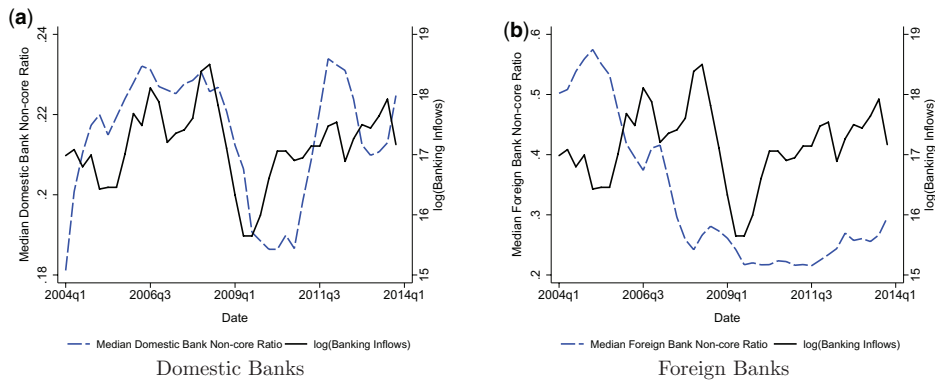 (a)
Median Domestic Bank Non-core Ratio
.24
.22
.2
.18
19
18
17
16
15
log(Banking Inflows)
2004q1 2006q3 2009q1 2011q3 2014q1
Date
Median Domestic Bank Non-core Ratio log(Banking Inflows)
Domestic Banks
(b)
Median Foreign Bank Non-core Ratio
.6
.5
.4
.3
.2
19
18
17
16
15
log(Banking Inflows)
2004q1 2006q3 2009q1 2011q3 2014q1
Date
Median Foreign Bank Non-core Ratio log(Banking Inflows)
Foreign Banks